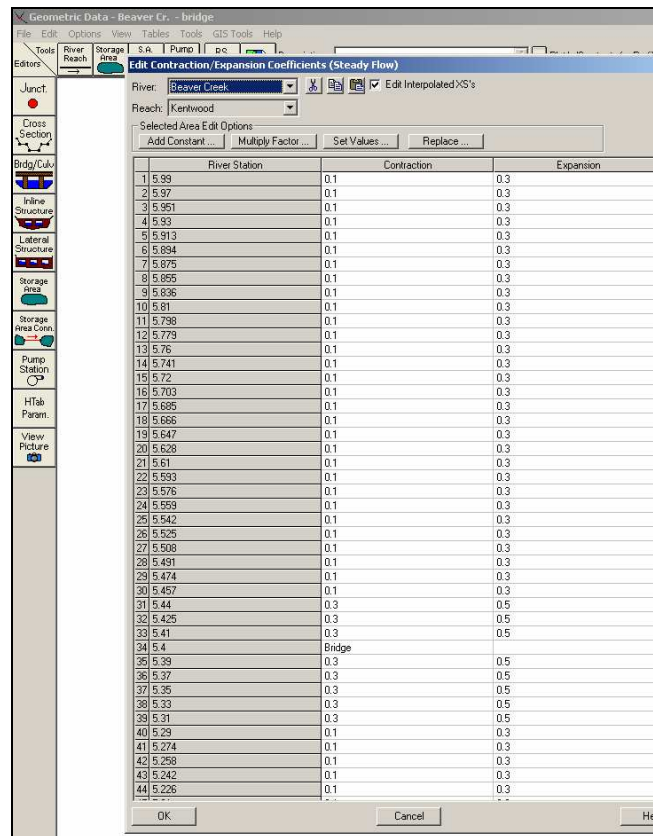 Geometric Data - Beaver Cr. - bridge
File Edit Options View Tables Tools GIS Tools Help
Tools
Editors
River
Reach
Storage
Area
S.A.
Pump
RS
Edit Contraction/Expansion Coefficients (Steady Flow)
River: Beaver Creek
Edit Interpolated XS's
Reach: Kentwood
Selected Area Edit Options
Add Constant ... Multiply Factor ... Set Values ... Replace ...
River Station Contraction Expansion
1 5.99 0.1 0.3
2 5.97 0.1 0.3
3 5.951 0.1 0.3
4 5.93 0.1 0.3
5 5.913 0.1 0.3
6 5.894 0.1 0.3
7 5.875 0.1 0.3
8 5.855 0.1 0.3
9 5.836 0.1 0.3
10 5.81 0.1 0.3
11 5.798 0.1 0.3
12 5.779 0.1 0.3
13 5.76 0.1 0.3
14 5.741 0.1 0.3
15 5.72 0.1 0.3
16 5.703 0.1 0.3
17 5.685 0.1 0.3
18 5.666 0.1 0.3
19 5.647 0.1 0.3
20 5.628 0.1 0.3
21 5.61 0.1 0.3
22 5.593 0.1 0.3
23 5.576 0.1 0.3
24 5.559 0.1 0.3
25 5.542 0.1 0.3
26 5.525 0.1 0.3
27 5.508 0.1 0.3
28 5.491 0.1 0.3
29 5.474 0.1 0.3
30 5.457 0.1 0.3
31 5.44 0.3 0.5
32 5.425 0.3 0.5
33 5.41 0.3 0.5
34 5.4 Bridge
35 5.39 0.3 0.5
36 5.37 0.3 0.5
37 5.35 0.3 0.5
38 5.33 0.3 0.5
39 5.31 0.3 0.5
40 5.29 0.1 0.3
41 5.274 0.1 0.3
42 5.258 0.1 0.3
43 5.242 0.1 0.3
44 5.226 0.1 0.3
OK Cancel He
Junct.
Cross
Section
Brdg/Culv
Inline
Structure
Lateral
Structure
Storage
Area
Storage
Area Conn.
Pump
Station
HTab
Param.
View
Picture